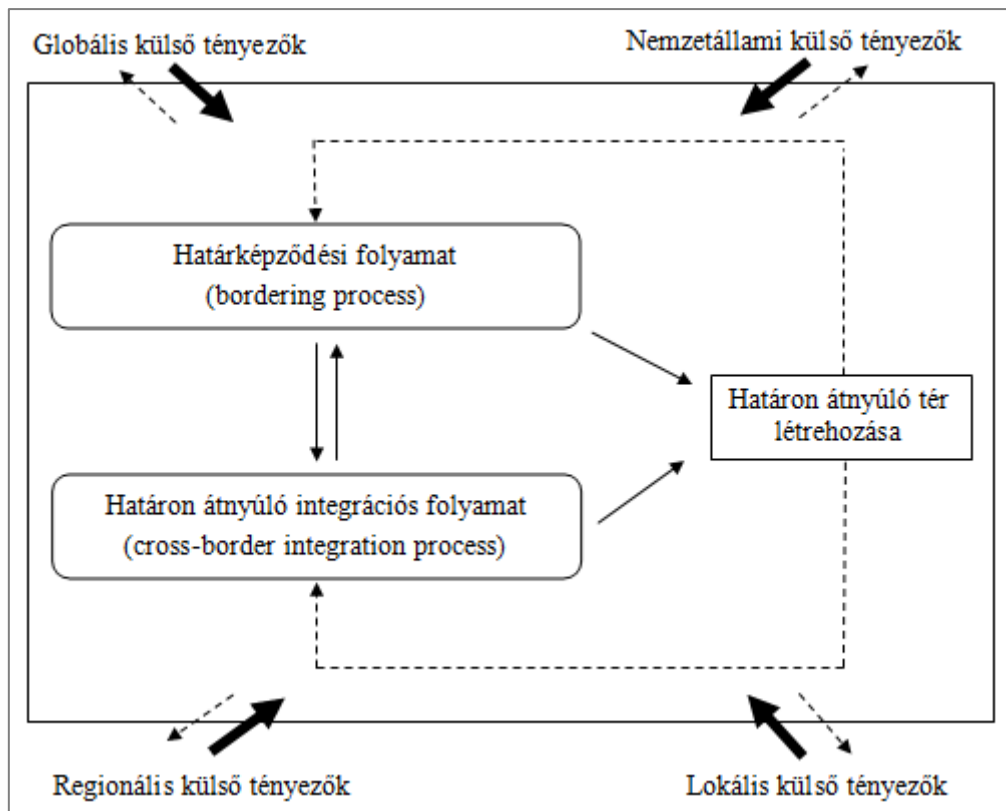 Globális külső tényezők
Nemzetállami külső tényezők
Határképződési folyamat
(bordering process)
Határon átnyúló tér
létrehozása
Határon átnyúló integrációs folyamat
(cross-border integration process)
Regionális külső tényezők
Lokális külső tényezők